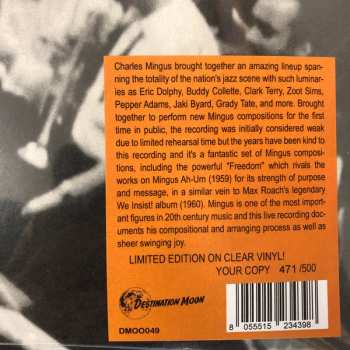 Charles Mingus brought together an amazing lineup span-
ning the totality of the nation's jazz scene with such luminar-
ies as Eric Dolphy, Buddy Collette, Clark Terry, Zoot Sims,
Pepper Adams, Jaki Byard, Grady Tate, and more. Brought
together to perform new Mingus compositions for the first
time in public, the recording was initially considered weak
due to limited rehearsal time but the years have been kind to
this recording and it's a fantastic set of Mingus composi-
tions, including the powerful "Freedom" which rivals the
works on Mingus Ah-Um (1959) for its strength of purpose
and message, in a similar vein to Max Roach's legendary
We Insist! album (1960). Mingus is one of the most import-
ant figures in 20th century music and this live recording doc-
uments his compositional and arranging process as well as
sheer swinging joy.
LIMITED EDITION ON CLEAR VINYL!
YOUR COPY 471/500
DESTINATION MOON
DMOO049
8 055515 234398